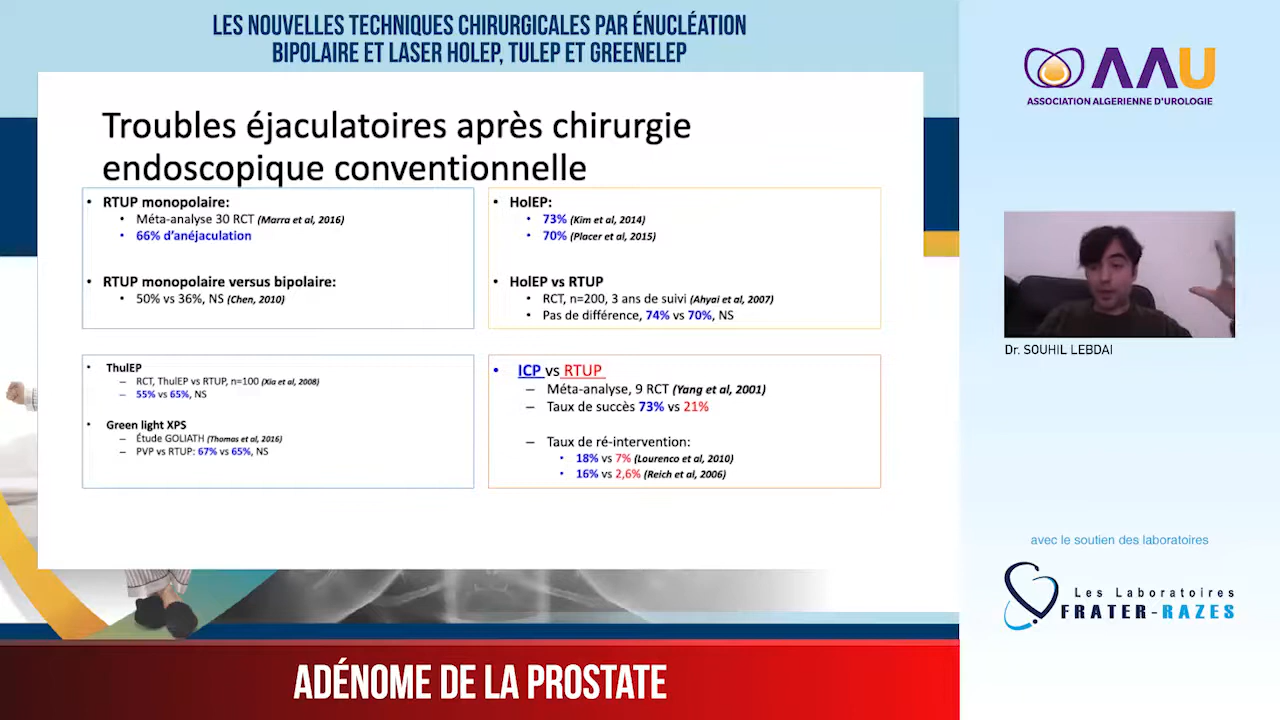 LES NOUVELLES TECHNIQUES CHIRURGICALES PAR ÉNUCLÉATION
BIPOLAIRE ET LASER HOLEP, TULEP ET GREENELEP
Troubles éjaculatoires après chirurgie
endoscopique conventionnelle
• RTUP monopolaire:
• Méta-analyse 30 RCT (Marra et al, 2016)
• 66% d'anéjaculation
• RTUP monopolaire versus bipolaire:
• 50% vs 36%, NS (Chen, 2010)
• HolEP:
• 73% (Kim et al, 2014)
• 70% (Placer et al, 2015)
• HolEP vs RTUP
• RCT, n=200, 3 ans de suivi (Ahyai et al, 2007)
• Pas de différence, 74% vs 70%, NS
• ThulEP
– RCT, ThulEP vs RTUP, n=100 (Xia et al, 2008)
– 55% vs 65%, NS
• Green light XPS
– Étude GOLIATH (Thomas et al, 2016)
– PVP vs RTUP: 67% vs 65%, NS
• ICP vs RTUP
– Méta-analyse, 9 RCT (Yang et al, 2001)
– Taux de succès 73% vs 21%
– Taux de ré-intervention:
• 18% vs 7% (Lourenco et al, 2010)
• 16% vs 2,6% (Reich et al, 2006)
ADÉNOME DE LA PROSTATE
AAU
ASSOCIATION ALGERIENNE D'UROLOGIE
Dr. SOUHIL LEBDAI
avec le soutien des laboratoires
Les Laboratoires
FRATER-RAZES